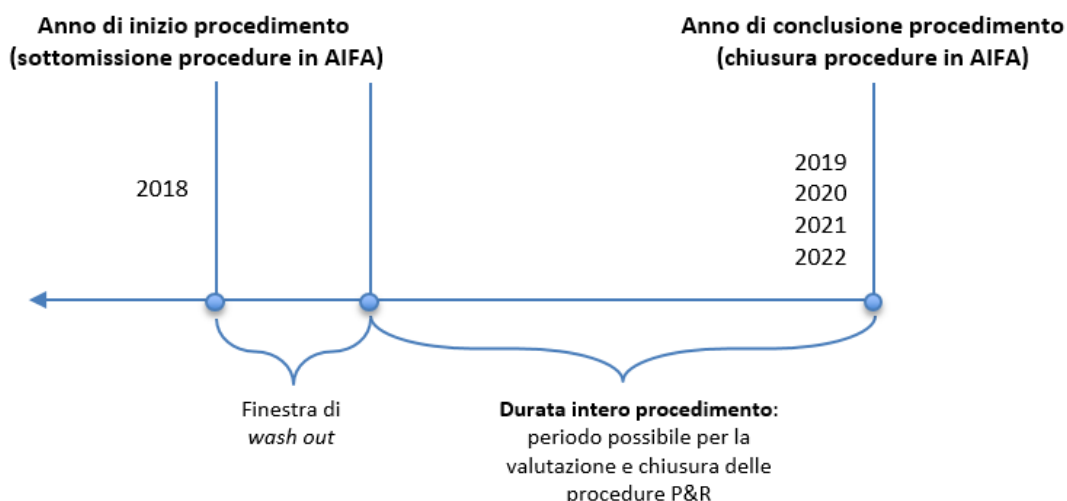 Anno di inizio procedimento
(sottomissione procedure in AIFA)
Anno di conclusione procedimento
(chiusura procedure in AIFA)
2018
2019
2020
2021
2022
Finestra di
wash out
Durata intero procedimento:
periodo possibile per la
valutazione e chiusura delle
procedure P&R